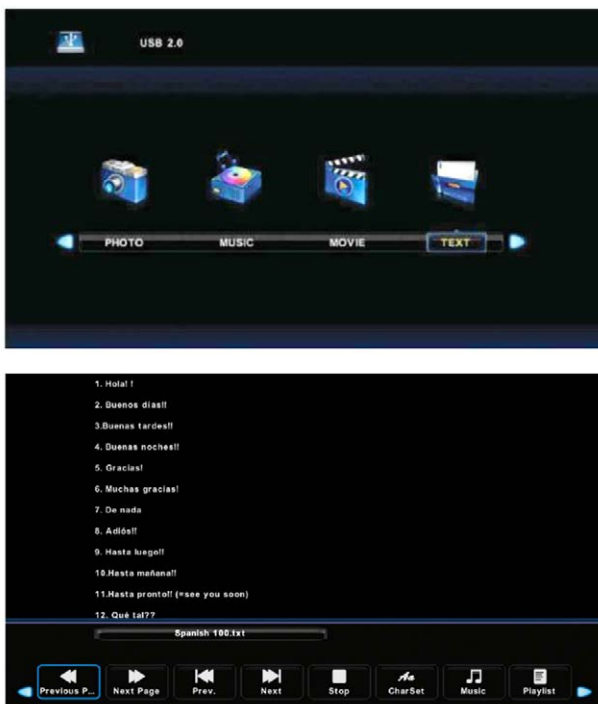 USB 2.0
PHOTO MUSIC MOVIE TEXT
1. Hola! !
2. Buenos días!!
3.Buenas tardes!!
4. Buenas noches!!
5. Gracias!
6. Muchas gracias!
7. De nada
8. Adiós!!
9. Hasta luego!!
10.Hasta mañana!!
11.Hasta pronto!! (=see you soon)
12. Qué tal??
Spanish 100.txt
Previous P... Next Page Prev. Next Stop CharSet Music Playlist